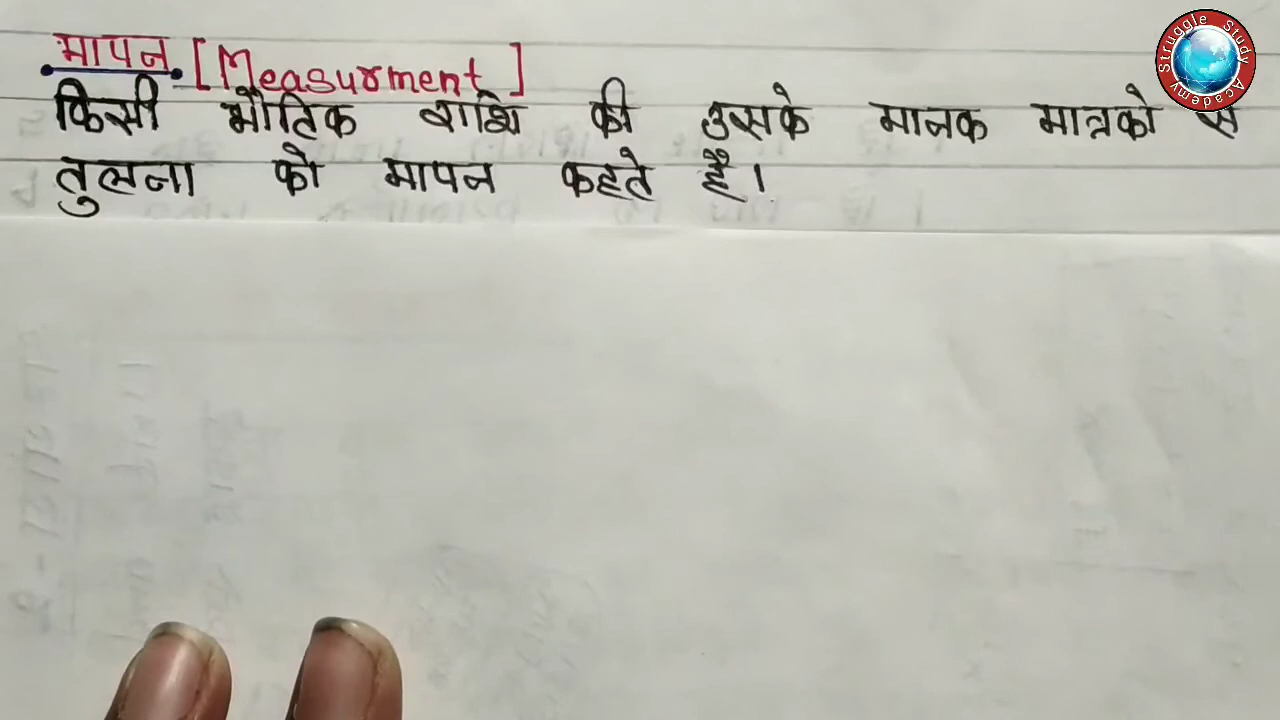 मापन [Measurment]
किसी भौतिक राशि की उसके मानक मात्रको से
तुलना को मापन कहते है।
Struggle Study Academy